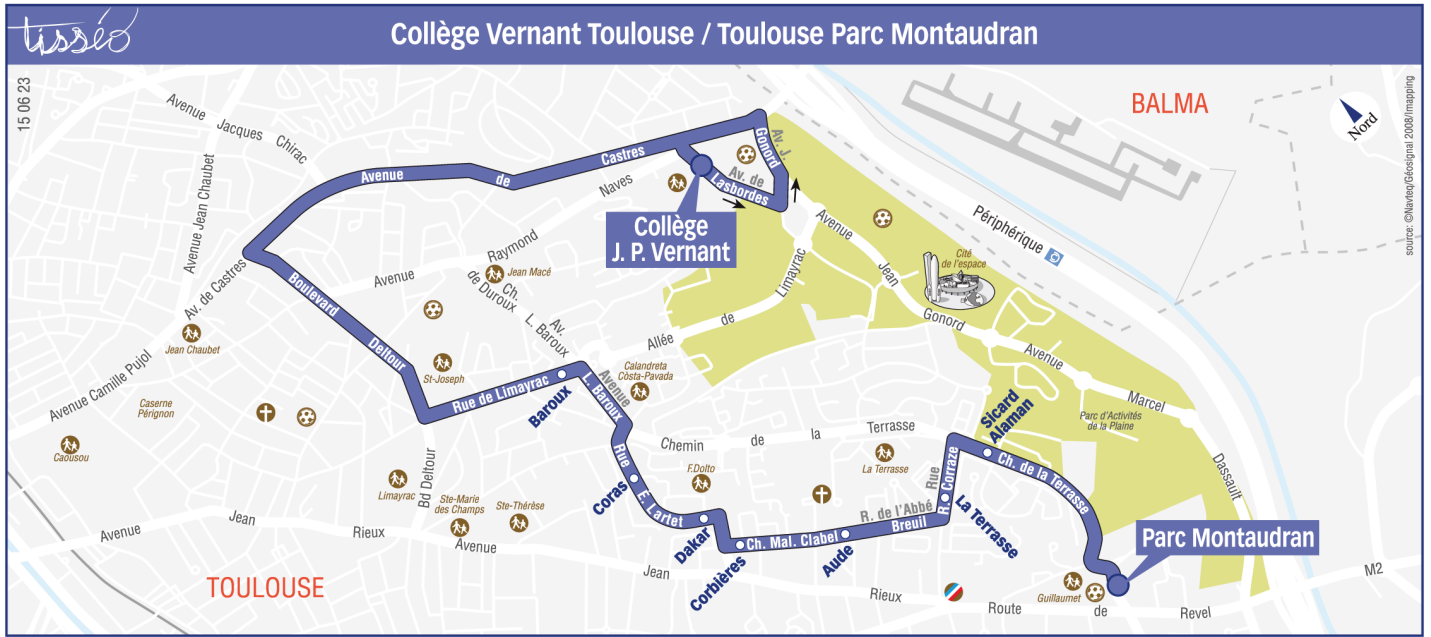 tisséo
Collège Vernant Toulouse / Toulouse Parc Montaudran
15 06 23
BALMA
Nord
source: ©Navteq/Géosignal 2008/Imapping
Avenue Jacques Chirac
Avenue Jean Chaubet
Avenue de Castres
Av. J.
Gonord
Av. de
Lasbordes
Collège
J. P. Vernant
Naves
Raymond
Avenue
Jean Macé
Ch.
de Duroux
Av.
L. Baroux
Av. de Castres
Boulevard
Deltour
Périphérique
Cité
de l'espace
Avenue
Jean
Gonord
Avenue
Marcel
Dassault
Limayrac
de
Allée
Jean Chaubet
Avenue Camille Pujol
Caserne
Pérignon
Caousou
St-Joseph
Rue de Limayrac
Baroux
Avenue
L. Baroux
Calandreta
Còsta-Pavada
Parc d'Activités
de la Plaine
Sicard
Alaman
Chemin de la Terrasse
Rue
E. Lartet
Coras
F.Dolto
La Terrasse
Rue
R. Corraze
Ch. de la Terrasse
Limayrac
Bd Deltour
Ste-Marie
des Champs
Ste-Thérèse
R. de l'Abbé
Breuil
La Terrasse
Dakar
Corbières
Ch. Mal. Clabel
Aude
Parc Montaudran
Avenue Jean Rieux
Avenue Jean Rieux
TOULOUSE
Guillaumet
Route de Revel
M2